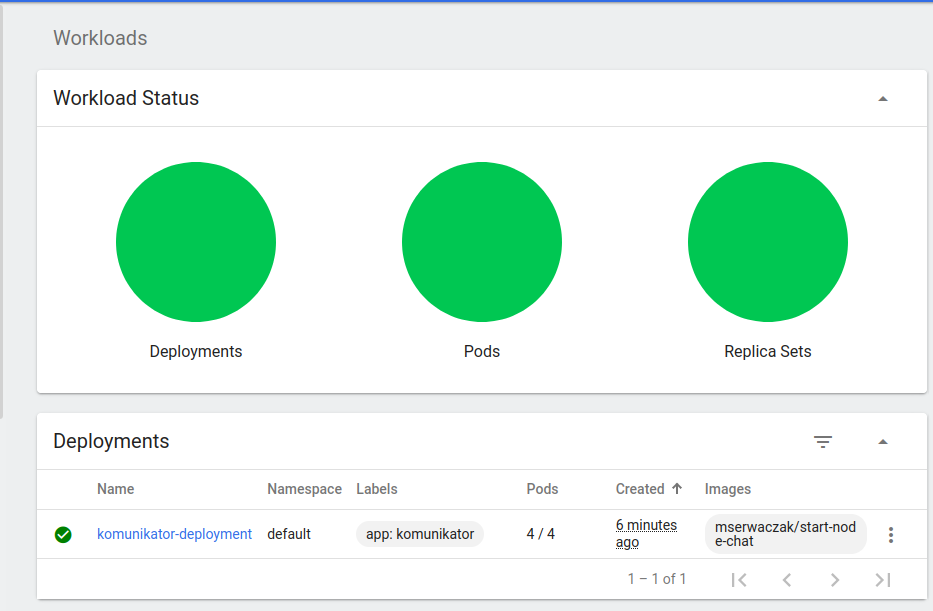 Workloads
Workload Status
Deployments
Pods
Replica Sets
Deployments
Name Namespace Labels Pods Created Images
komunikator-deployment default app: komunikator 4 / 4 6 minutes ago mserwaczak/start-node-chat
1 – 1 of 1